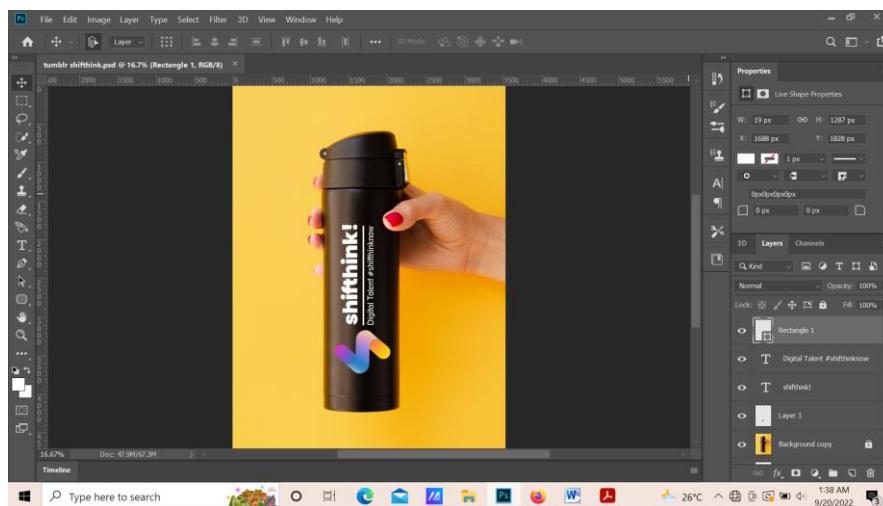 File Edit Image Layer Type Select Filter 3D View Window Help
Layer
3D Mode:
tumblr shifthink.psd @ 16.7% (Rectangle 1, RGB/8) ×
shifthink!
Digital Talent #shifthinknow
16.67% Doc: 47.9M/67.3M
Timeline
Properties
Live Shape Properties
W: 19 px H: 1287 px
X: 1688 px Y: 1828 px
1 px
0px0px0px0px
0 px 0 px
3D Layers Channels
Kind
Normal Opacity: 100%
Lock: Fill: 100%
Rectangle 1
Digital Talent #shifthinknow
shifthink!
Layer 1
Background copy
Type here to search
26°C
1:38 AM
9/20/2022